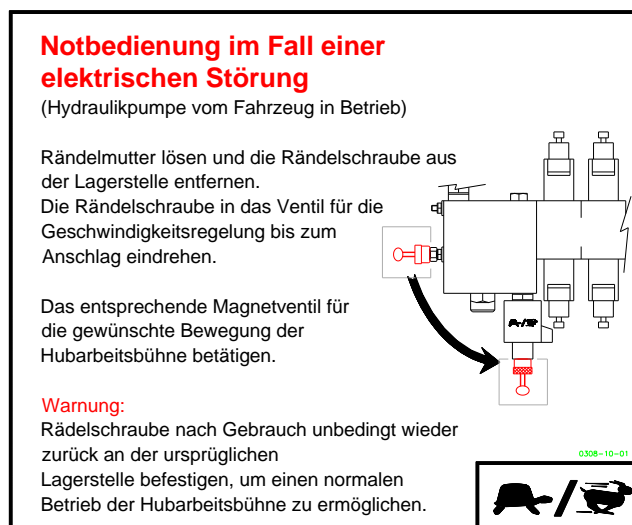 Notbedienung im Fall einer
elektrischen Störung
(Hydraulikpumpe vom Fahrzeug in Betrieb)
Rändelmutter lösen und die Rändelschraube aus
der Lagerstelle entfernen.
Die Rändelschraube in das Ventil für die
Geschwindigkeitsregelung bis zum
Anschlag eindrehen.
Das entsprechende Magnetventil für
die gewünschte Bewegung der
Hubarbeitsbühne betätigen.
Warnung:
Rädelschraube nach Gebrauch unbedingt wieder
zurück an der ursprüglichen
Lagerstelle befestigen, um einen normalen
Betrieb der Hubarbeitsbühne zu ermöglichen.
0308-10-01